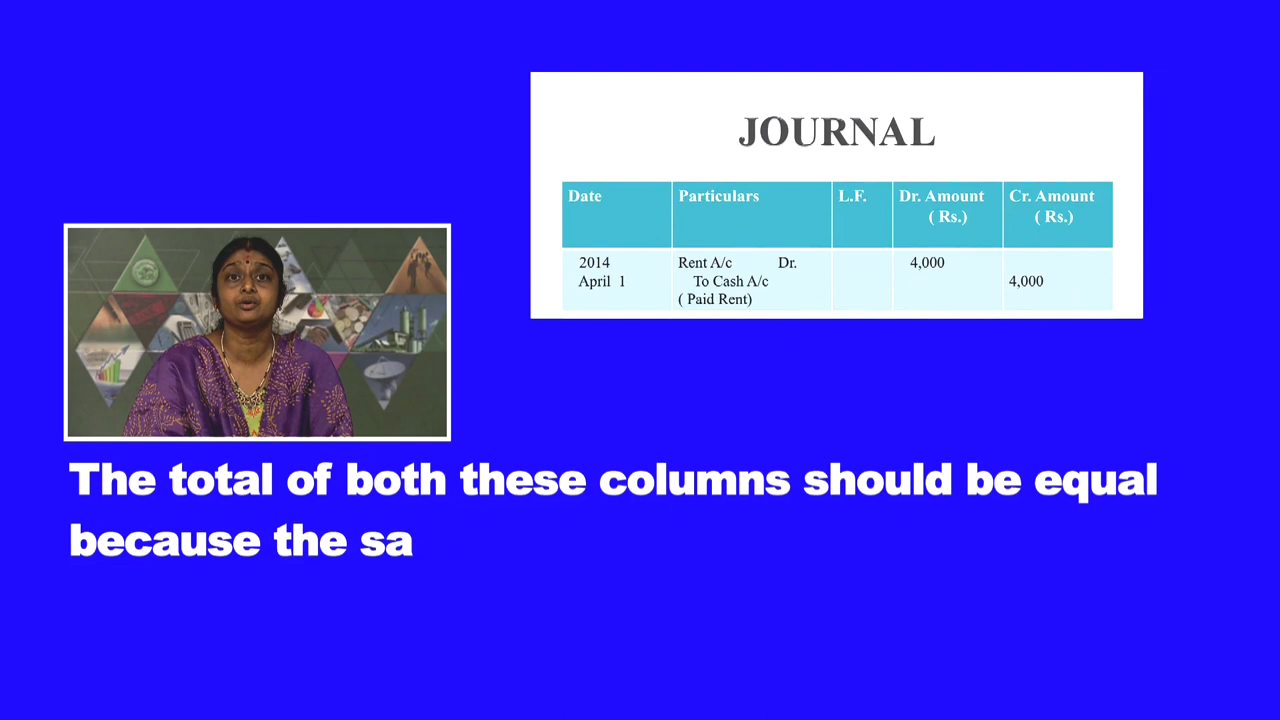 JOURNAL
Date Particulars L.F. Dr. Amount Cr. Amount
( Rs.) ( Rs.)
2014 Rent A/c Dr. 4,000
April 1 To Cash A/c 4,000
( Paid Rent)
The total of both these columns should be equal
because the sa